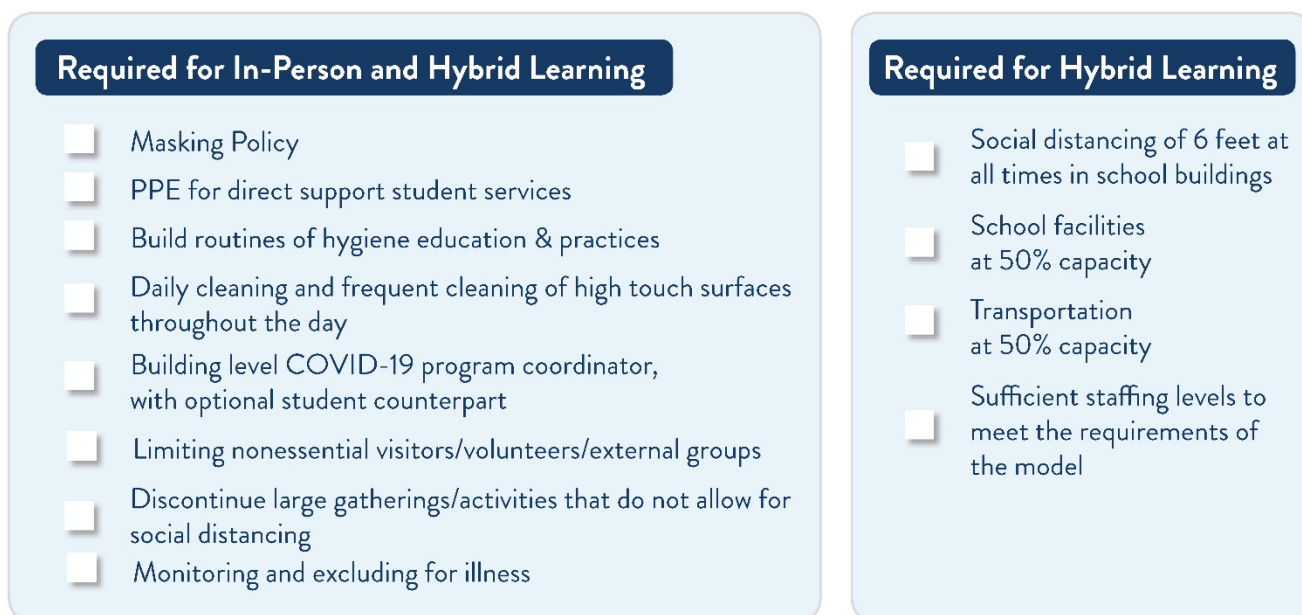 Required for In-Person and Hybrid Learning
Masking Policy
PPE for direct support student services
Build routines of hygiene education & practices
Daily cleaning and frequent cleaning of high touch surfaces
throughout the day
Building level COVID-19 program coordinator,
with optional student counterpart
Limiting nonessential visitors/volunteers/external groups
Discontinue large gatherings/activities that do not allow for
social distancing
Monitoring and excluding for illness
Required for Hybrid Learning
Social distancing of 6 feet at
all times in school buildings
School facilities
at 50% capacity
Transportation
at 50% capacity
Sufficient staffing levels to
meet the requirements of
the model